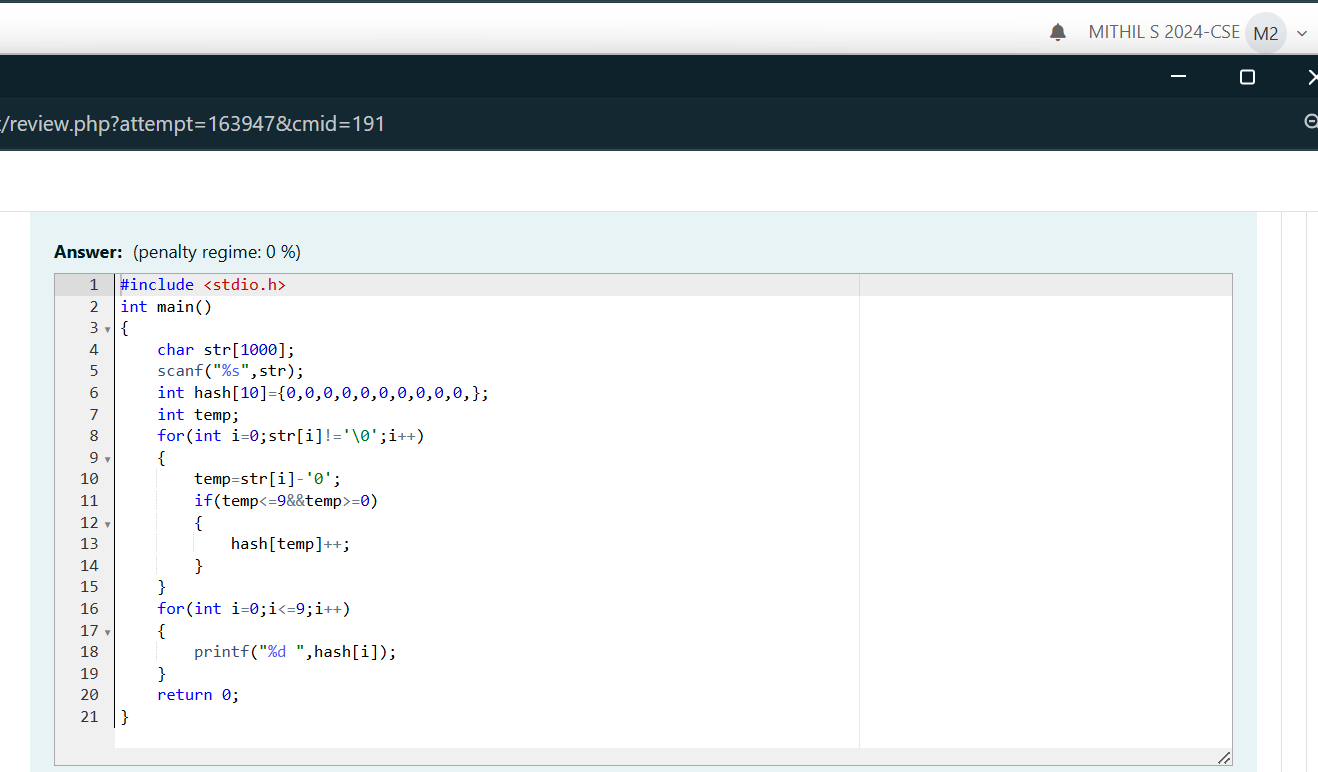 MITHIL S 2024-CSE M2
/review.php?attempt=163947&cmid=191
Answer: (penalty regime: 0 %)
1 #include <stdio.h>
2 int main()
3 {
4     char str[1000];
5     scanf("%s",str);
6     int hash[10]={0,0,0,0,0,0,0,0,0,0,};
7     int temp;
8     for(int i=0;str[i]!='\0';i++)
9     {
10         temp=str[i]-'0';
11         if(temp<=9&&temp>=0)
12         {
13             hash[temp]++;
14         }
15     }
16     for(int i=0;i<=9;i++)
17     {
18         printf("%d ",hash[i]);
19     }
20     return 0;
21 }